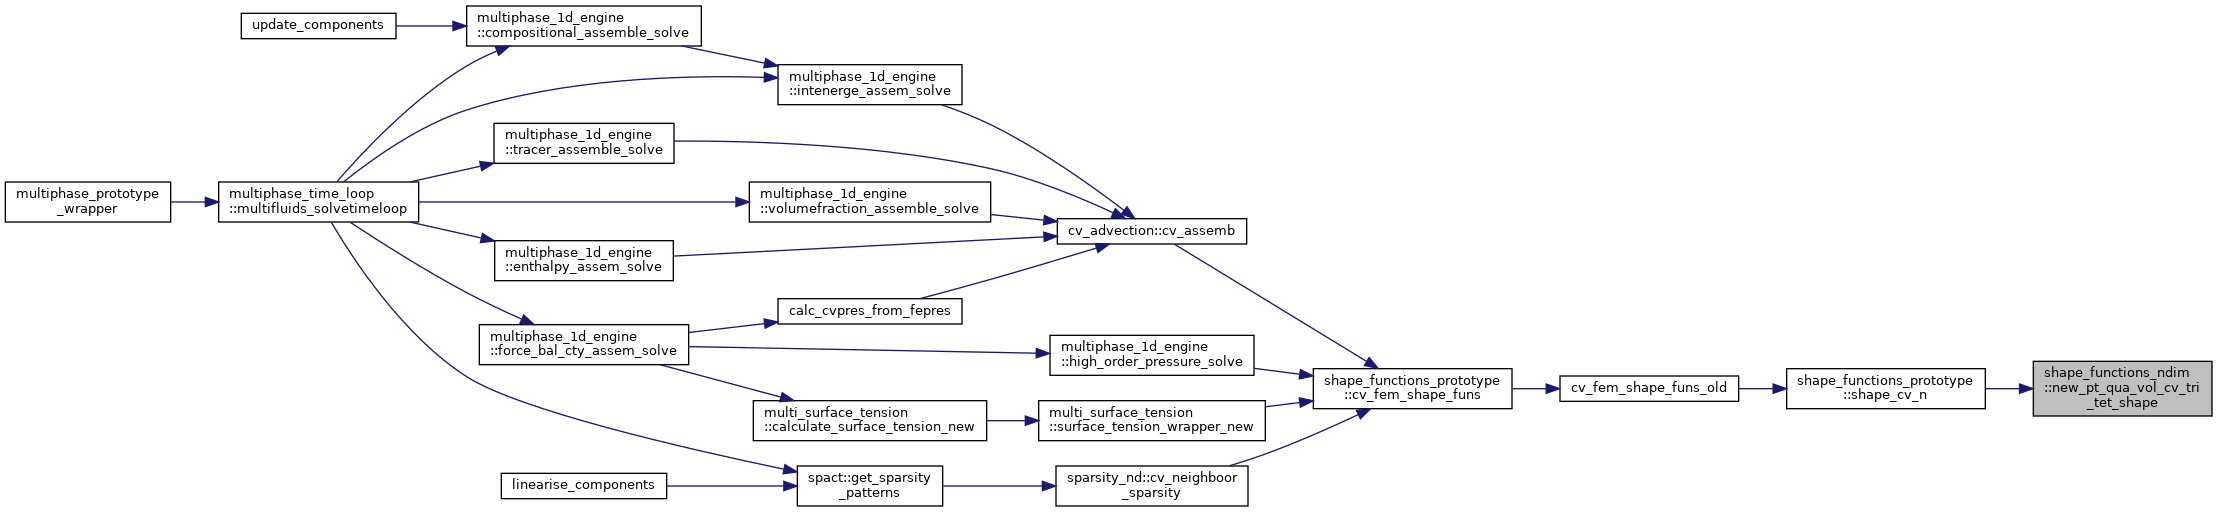 update_components
multiphase_1d_engine
::compositional_assemble_solve
multiphase_1d_engine
::intenerge_assem_solve
multiphase_1d_engine
::tracer_assemble_solve
multiphase_prototype
_wrapper
multiphase_time_loop
::multifluids_solvetimeloop
multiphase_1d_engine
::volumefraction_assemble_solve
cv_advection::cv_assemb
multiphase_1d_engine
::enthalpy_assem_solve
calc_cvpres_from_fepres
multiphase_1d_engine
::force_bal_cty_assem_solve
multiphase_1d_engine
::high_order_pressure_solve
shape_functions_prototype
::cv_fem_shape_funs
cv_fem_shape_funs_old
shape_functions_prototype
::shape_cv_n
shape_functions_ndim
::new_pt_qua_vol_cv_tri
_tet_shape
multi_surface_tension
::calculate_surface_tension_new
multi_surface_tension
::surface_tension_wrapper_new
linearise_components
spact::get_sparsity
_patterns
sparsity_nd::cv_neighboor
_sparsity